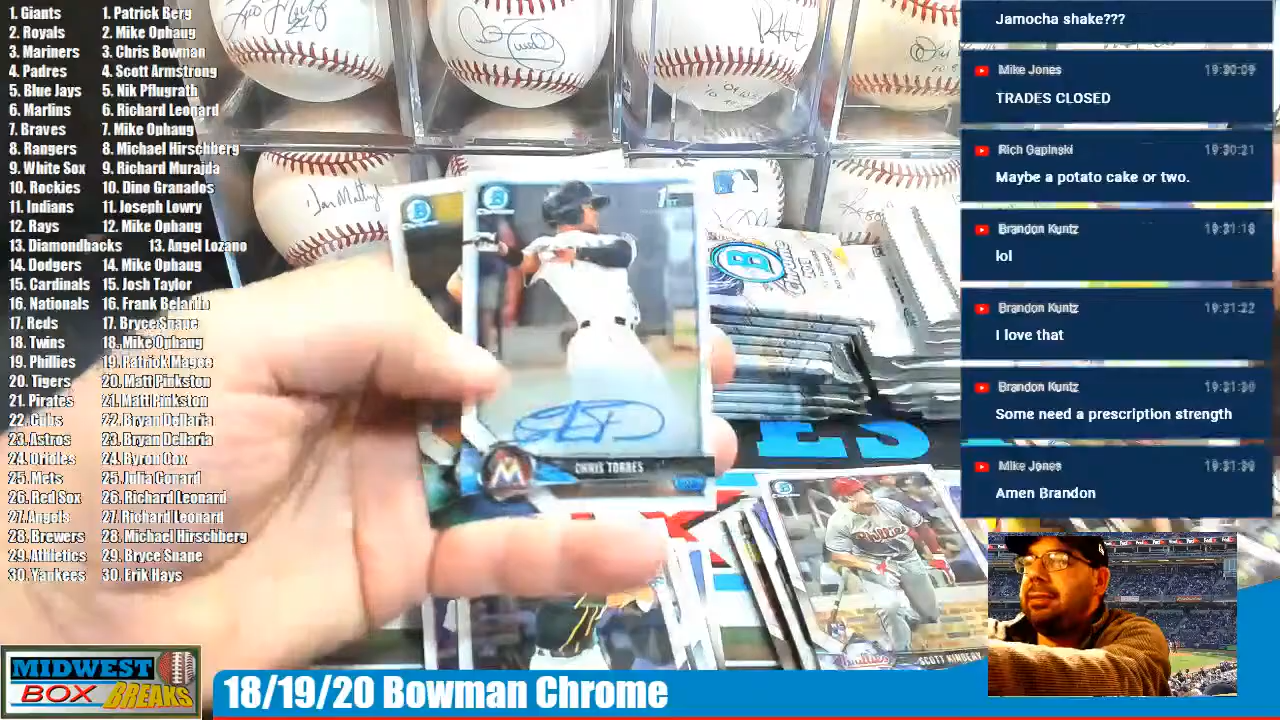 1. Giants 1. Patrick Berg
2. Royals 2. Mike Ophaug
3. Mariners 3. Chris Bowman
4. Padres 4. Scott Armstrong
5. Blue Jays 5. Nik Pflugrath
6. Marlins 6. Richard Leonard
7. Braves 7. Mike Ophaug
8. Rangers 8. Michael Hirschberg
9. White Sox 9. Richard Murajda
10. Rockies 10. Dino Granados
11. Indians 11. Joseph Lowry
12. Rays 12. Mike Ophaug
13. Diamondbacks 13. Angel Lozano
14. Dodgers 14. Mike Ophaug
15. Cardinals 15. Josh Taylor
16. Nationals 16. Frank Belardo
17. Reds 17. Bryce Snape
18. Twins 18. Mike Ophaug
19. Phillies 19. Patrick Magee
20. Tigers 20. Matt Pinkston
21. Pirates 21. Matt Pinkston
22. Cubs 22. Bryan Dellaria
23. Astros 23. Bryan Dellaria
24. Orioles 24. Byron Cox
25. Mets 25. Julia Conard
26. Red Sox 26. Richard Leonard
27. Angels 27. Richard Leonard
28. Brewers 28. Michael Hirschberg
29. Athletics 29. Bryce Snape
30. Yankees 30. Erik Hays
Jamocha shake???
Mike Jones 19:30:09
TRADES CLOSED
Rich Gapinski 19:30:21
Maybe a potato cake or two.
Brandon Kuntz 19:31:18
lol
Brandon Kuntz 19:31:22
I love that
Brandon Kuntz 19:31:30
Some need a prescription strength
Mike Jones 19:31:39
Amen Brandon
B
Chrome
1st
CHRIS TORRES
B
Chrome
Phillies
SCOTT KINGERY
MIDWEST
BOX BREAKS
18/19/20 Bowman Chrome